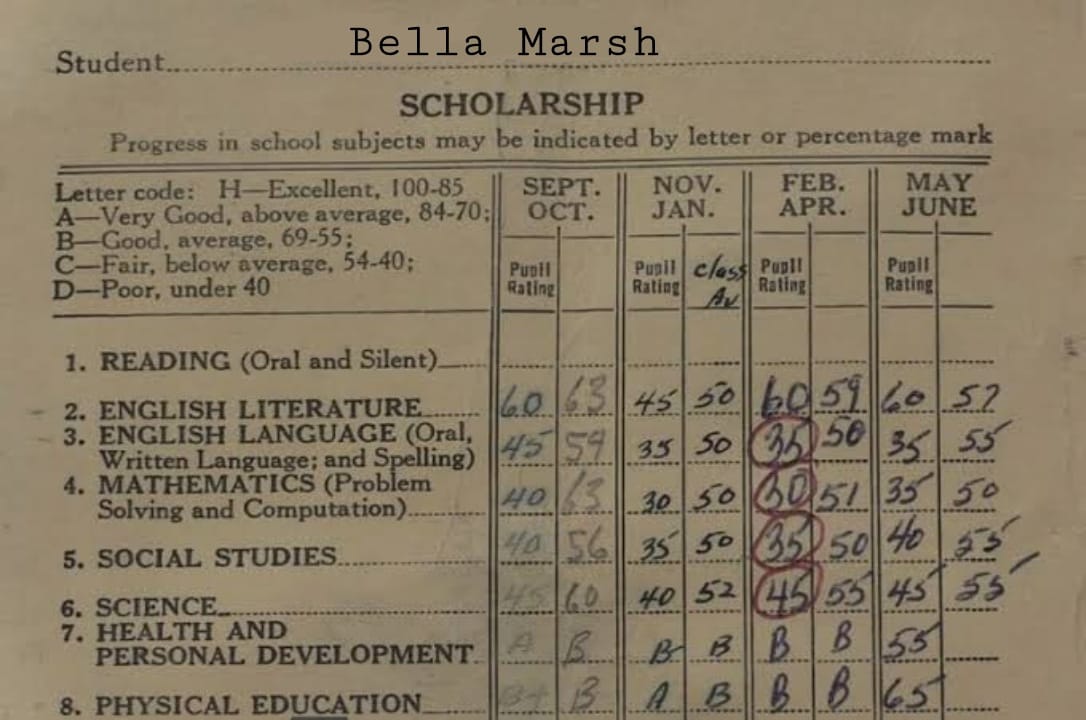 Bella Marsh
Student
SCHOLARSHIP
Progress in school subjects may be indicated by letter or percentage mark
Letter code: H—Excellent, 100-85
A—Very Good, above average, 84-70;
B—Good, average, 69-55;
C—Fair, below average, 54-40;
D—Poor, under 40
SEPT. OCT. NOV. JAN. FEB. APR. MAY JUNE
Pupil Rating Pupil Rating Class Av Pupil Rating Pupil Rating
1. READING (Oral and Silent)
2. ENGLISH LITERATURE 60 63 45 50 60 59 60 57
3. ENGLISH LANGUAGE (Oral,
Written Language; and Spelling) 45 59 35 50 35 50 35 55
4. MATHEMATICS (Problem
Solving and Computation) 40 63 30 50 30 51 35 50
5. SOCIAL STUDIES 40 56 35 50 35 50 40 55
6. SCIENCE 45 60 40 52 45 55 45 55
7. HEALTH AND
PERSONAL DEVELOPMENT A B B B B B 55
8. PHYSICAL EDUCATION B+ B A B B B 65